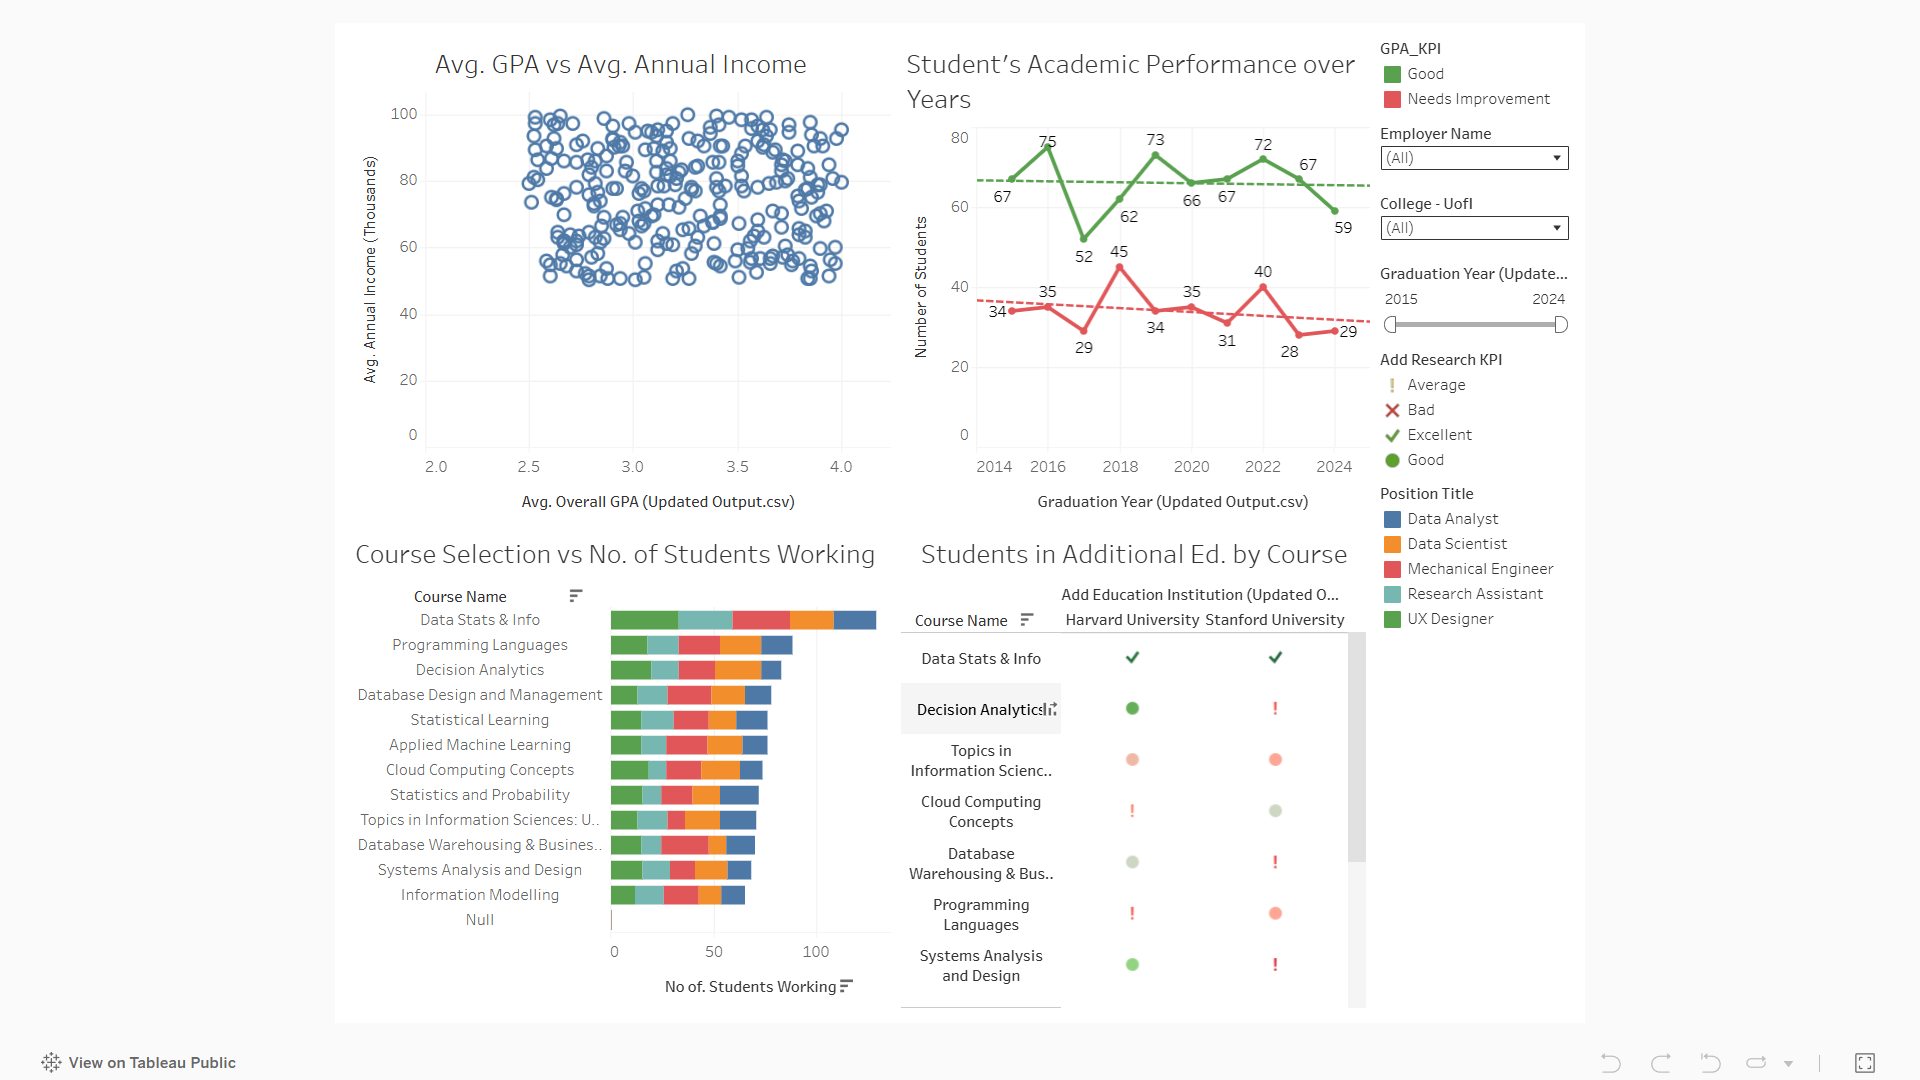 Avg. GPA vs Avg. Annual Income
100
80
60
40
20
0
Avg. Annual Income (Thousands)
2.0 2.5 3.0 3.5 4.0
Avg. Overall GPA (Updated Output.csv)
Student's Academic Performance over
Years
80
60
40
20
0
Number of Students
67 75 52 62 73 66 67 72 67 59
34 35 29 45 34 35 31 40 28 29
2014 2016 2018 2020 2022 2024
Graduation Year (Updated Output.csv)
GPA_KPI
Good
Needs Improvement
Employer Name
(All)
College - UofI
(All)
Graduation Year (Update...
2015 2024
Add Research KPI
Average
Bad
Excellent
Good
Position Title
Data Analyst
Data Scientist
Mechanical Engineer
Research Assistant
UX Designer
Course Selection vs No. of Students Working
Course Name
Data Stats & Info
Programming Languages
Decision Analytics
Database Design and Management
Statistical Learning
Applied Machine Learning
Cloud Computing Concepts
Statistics and Probability
Topics in Information Sciences: U..
Database Warehousing & Busines..
Systems Analysis and Design
Information Modelling
Null
0 50 100
No of. Students Working
Students in Additional Ed. by Course
Add Education Institution (Updated O...
Course Name Harvard University Stanford University
Data Stats & Info
Decision Analytics
Topics in
Information Scienc..
Cloud Computing
Concepts
Database
Warehousing & Bus..
Programming
Languages
Systems Analysis
and Design
View on Tableau Public